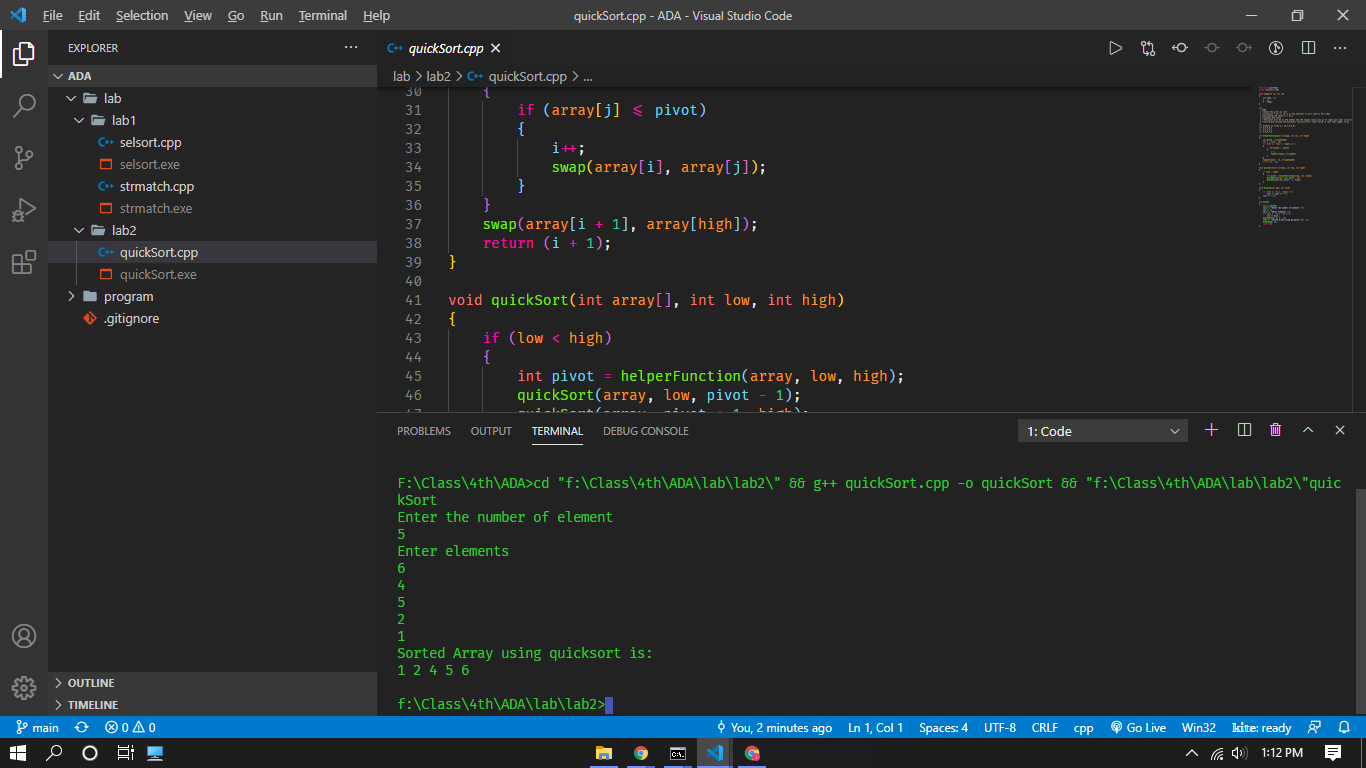 File Edit Selection View Go Run Terminal Help quickSort.cpp - ADA - Visual Studio Code
EXPLORER
ADA
lab
lab1
selsort.cpp
selsort.exe
strmatch.cpp
strmatch.exe
lab2
quickSort.cpp
quickSort.exe
program
.gitignore
OUTLINE
TIMELINE
quickSort.cpp
lab > lab2 > quickSort.cpp > ...
30 {
31 if (array[j] <= pivot)
32 {
33 i++;
34 swap(array[i], array[j]);
35 }
36 }
37 swap(array[i + 1], array[high]);
38 return (i + 1);
39 }
40
41 void quickSort(int array[], int low, int high)
42 {
43 if (low < high)
44 {
45 int pivot = helperFunction(array, low, high);
46 quickSort(array, low, pivot - 1);
47 quickSort(array, pivot + 1, high);
PROBLEMS OUTPUT TERMINAL DEBUG CONSOLE 1: Code
F:\Class\4th\ADA>cd "f:\Class\4th\ADA\lab\lab2\" && g++ quickSort.cpp -o quickSort && "f:\Class\4th\ADA\lab\lab2\"quic
kSort
Enter the number of element
5
Enter elements
6
4
5
2
1
Sorted Array using quicksort is:
1 2 4 5 6
f:\Class\4th\ADA\lab\lab2>
main 0 0 You, 2 minutes ago Ln 1, Col 1 Spaces: 4 UTF-8 CRLF cpp Go Live Win32 kite: ready
1:12 PM